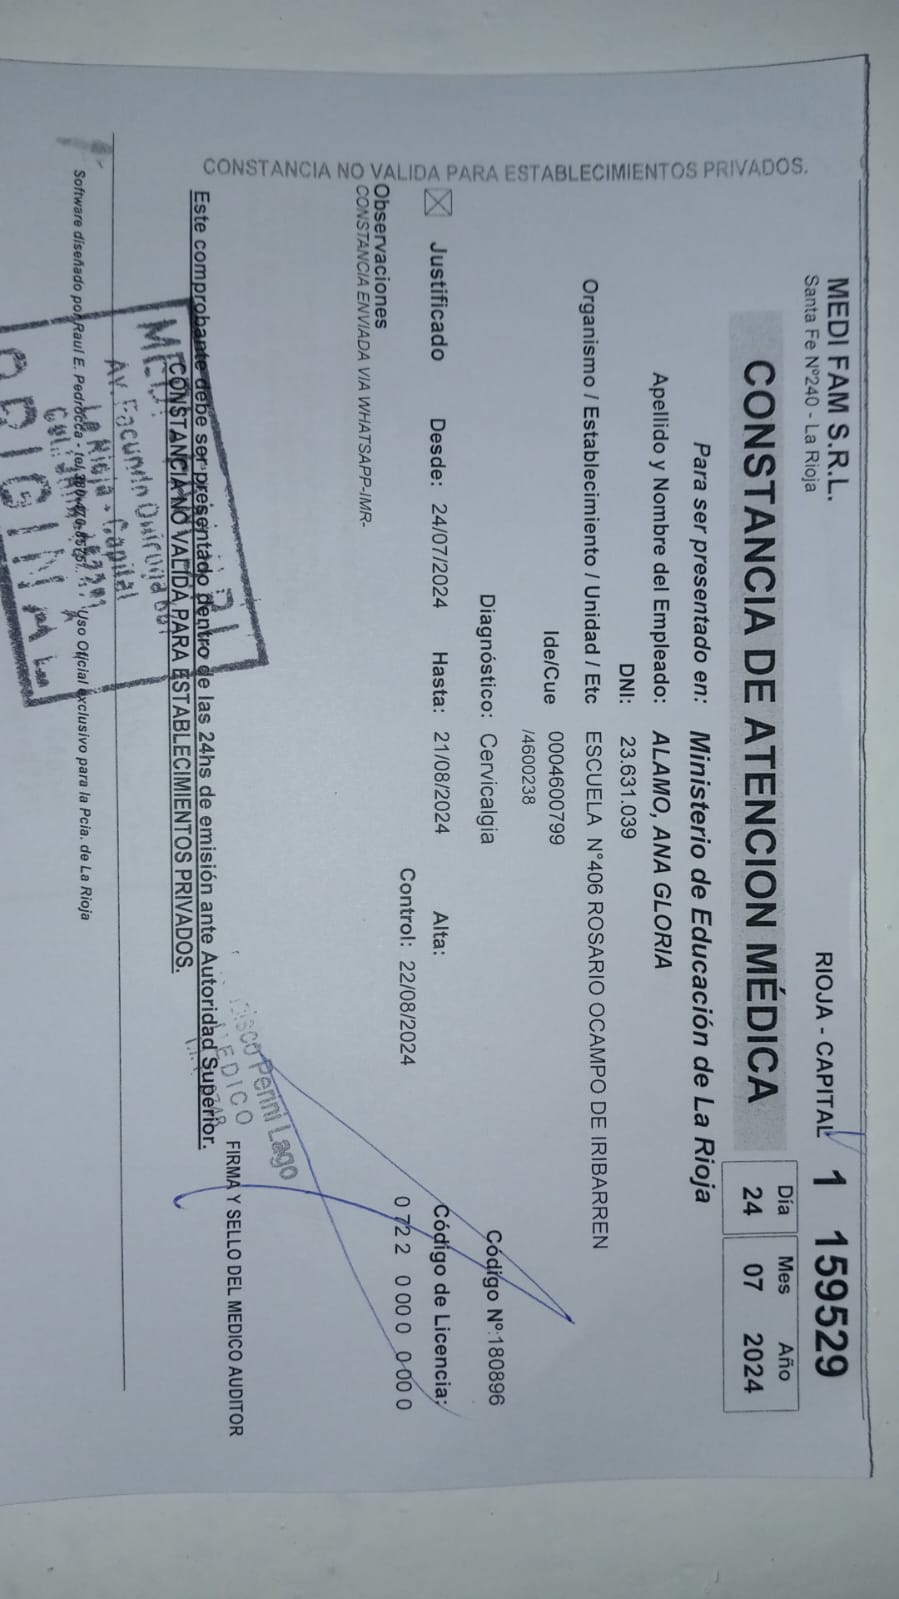 MEDI FAM S.R.L.
Santa Fe Nº240 - La Rioja
RIOJA - CAPITAL 1 159529
CONSTANCIA DE ATENCION MÉDICA
Día Mes Año
24 07 2024
Para ser presentado en: Ministerio de Educación de La Rioja
Apellido y Nombre del Empleado: ALAMO, ANA GLORIA
DNI: 23.631.039
Organismo / Establecimiento / Unidad / Etc ESCUELA N°406 ROSARIO OCAMPO DE IRIBARREN
Ide/Cue 0004600799
/4600238
Diagnóstico: Cervicalgia
Código Nº:180896
Justificado Desde: 24/07/2024 Hasta: 21/08/2024 Alta:
Código de Licencia:
Control: 22/08/2024
0 7 2 2 0 0 0 0 0 0 0 0
Observaciones
CONSTANCIA ENVIADA VIA WHATSAPP-IMR-
CONSTANCIA NO VALIDA PARA ESTABLECIMIENTOS PRIVADOS.
Perini Lago
MEDICO
FIRMA Y SELLO DEL MEDICO AUDITOR
Este comprobante debe ser presentado dentro de las 24hs de emisión ante Autoridad Superior.
CONSTANCIA NO VALIDA PARA ESTABLECIMIENTOS PRIVADOS.
Av. Facundo Quiroga
La Rioja - Capital
Software diseñado por Raul E. Pedrocca - Uso Oficial exclusivo para la Pcia. de La Rioja
ORIGINAL